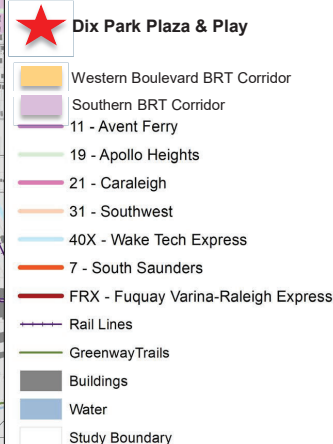 Dix Park Plaza & Play
Western Boulevard BRT Corridor
Southern BRT Corridor
11 - Avent Ferry
19 - Apollo Heights
21 - Caraleigh
31 - Southwest
40X - Wake Tech Express
7 - South Saunders
FRX - Fuquay Varina-Raleigh Express
Rail Lines
GreenwayTrails
Buildings
Water
Study Boundary